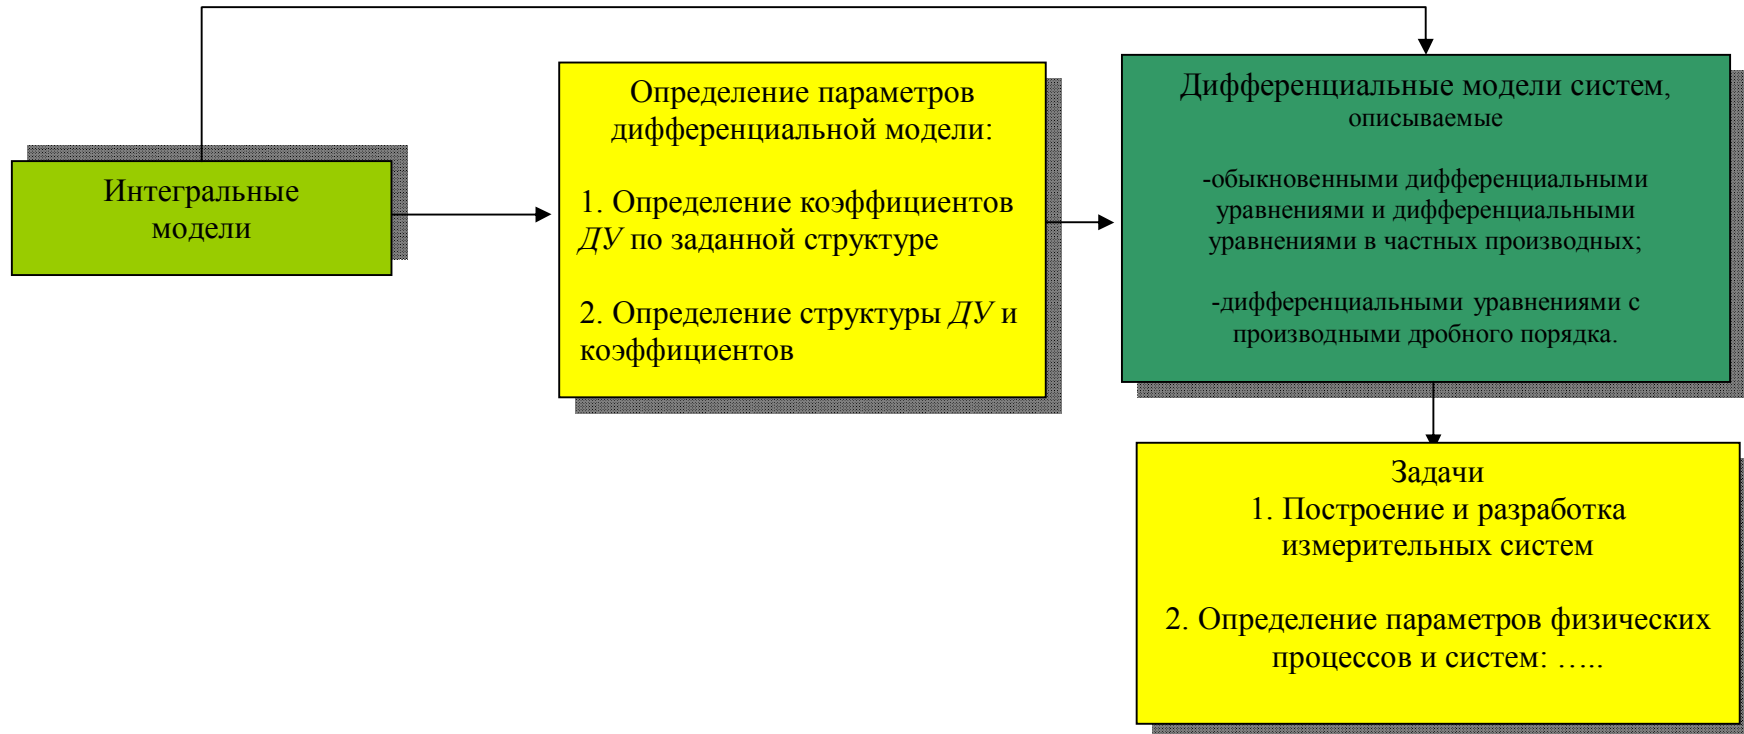 Интегральные
модели
Определение параметров
дифференциальной модели:
1. Определение коэффициентов
ДУ по заданной структуре
2. Определение структуры ДУ и
коэффициентов
Дифференциальные модели систем,
описываемые
-обыкновенными дифференциальными
уравнениями и дифференциальными
уравнениями в частных производных;
-дифференциальными уравнениями с
производными дробного порядка.
Задачи
1. Построение и разработка
измерительных систем
2. Определение параметров физических
процессов и систем: …..